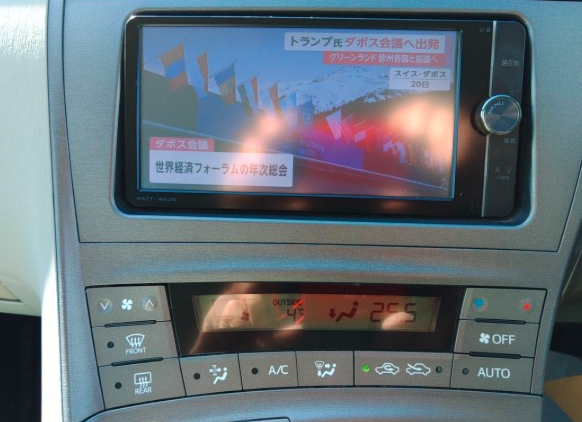 トランプ氏 ダボス会議へ出発
グリーンランド 欧州各国と協議へ
スイス・ダボス
20日
ダボス会議
世界経済フォーラムの年次総会
現在地
OUTSIDE
4℃
25.5
FRONT
REAR
A/C
OFF
AUTO